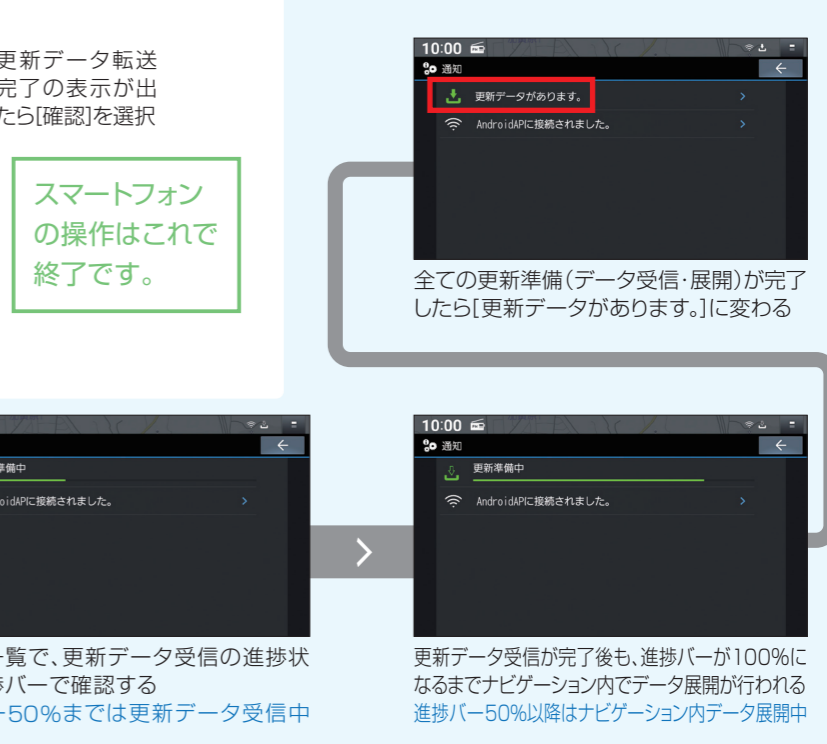 更新データ転送
完了の表示が出
たら[確認]を選択
スマートフォン
の操作はこれで
終了です。
10:00
通知
更新データがあります。
AndroidAPに接続されました。
全ての更新準備(データ受信・展開)が完了
したら[更新データがあります。]に変わる
準備中
oidAPに接続されました。
一覧で、更新データ受信の進捗状
バーで確認する
50%までは更新データ受信中
10:00
通知
更新準備中
AndroidAPに接続されました。
更新データ受信が完了後も、進捗バーが100%に
なるまでナビゲーション内でデータ展開が行われる
進捗バー50%以降はナビゲーション内データ展開中